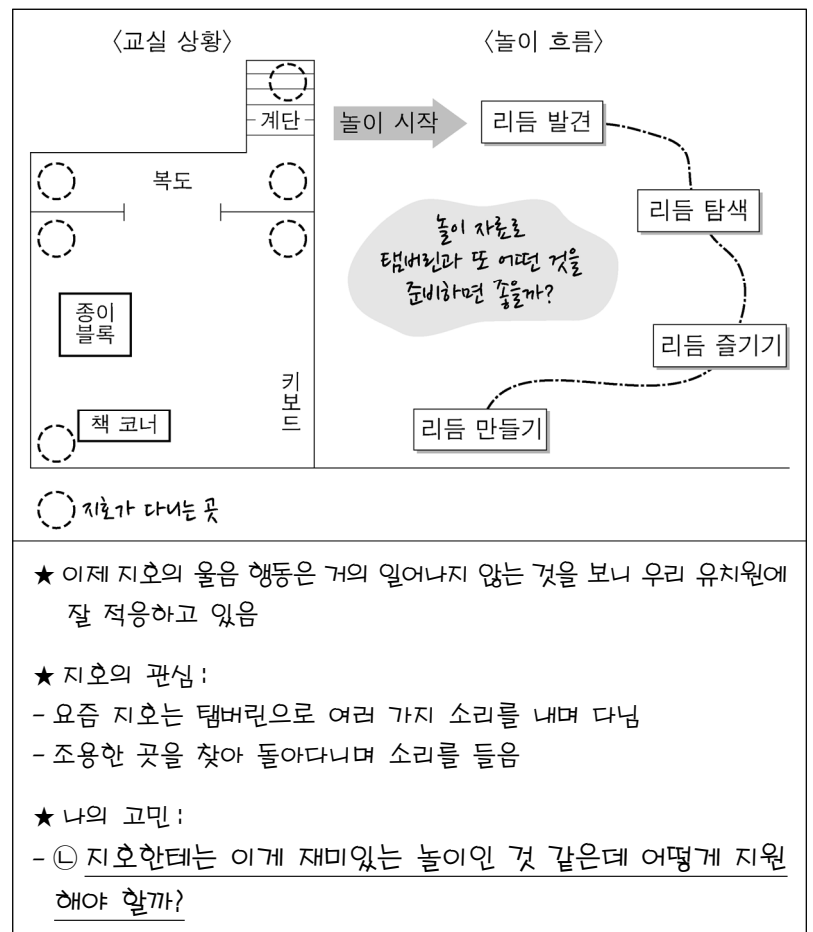 〈교실 상황〉
〈놀이 흐름〉
계단
놀이 시작
리듬 발견
복도
리듬 탐색
놀이 자료로
탬버린과 또 어떤 것을
준비하면 좋을까?
종이
블록
리듬 즐기기
키보드
책 코너
리듬 만들기
지호가 다니는 곳
★ 이제 지호의 울음 행동은 거의 일어나지 않는 것을 보니 우리 유치원에
잘 적응하고 있음
★ 지호의 관심:
- 요즘 지호는 탬버린으로 여러 가지 소리를 내며 다님
- 조용한 곳을 찾아 돌아다니며 소리를 들음
★ 나의 고민:
- ㉡ 지호한테는 이게 재미있는 놀이인 것 같은데 어떻게 지원
해야 할까?